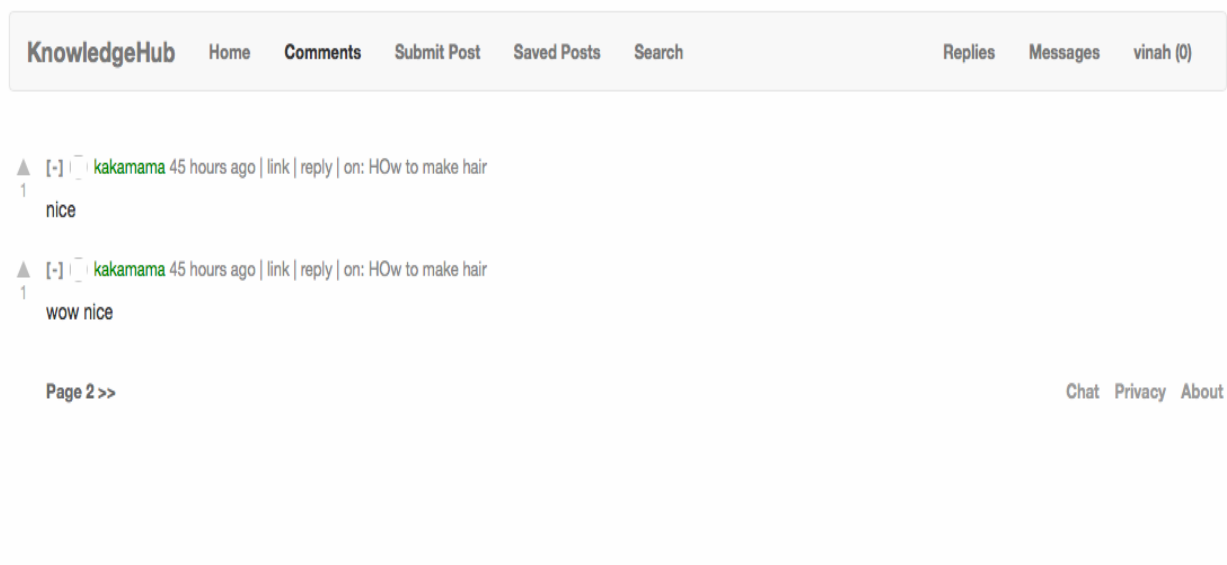 KnowledgeHub Home Comments Submit Post Saved Posts Search Replies Messages vinah (0)
[-] kakamama 45 hours ago | link | reply | on: HOw to make hair
1
nice
[-] kakamama 45 hours ago | link | reply | on: HOw to make hair
1
wow nice
Page 2 >> Chat Privacy About